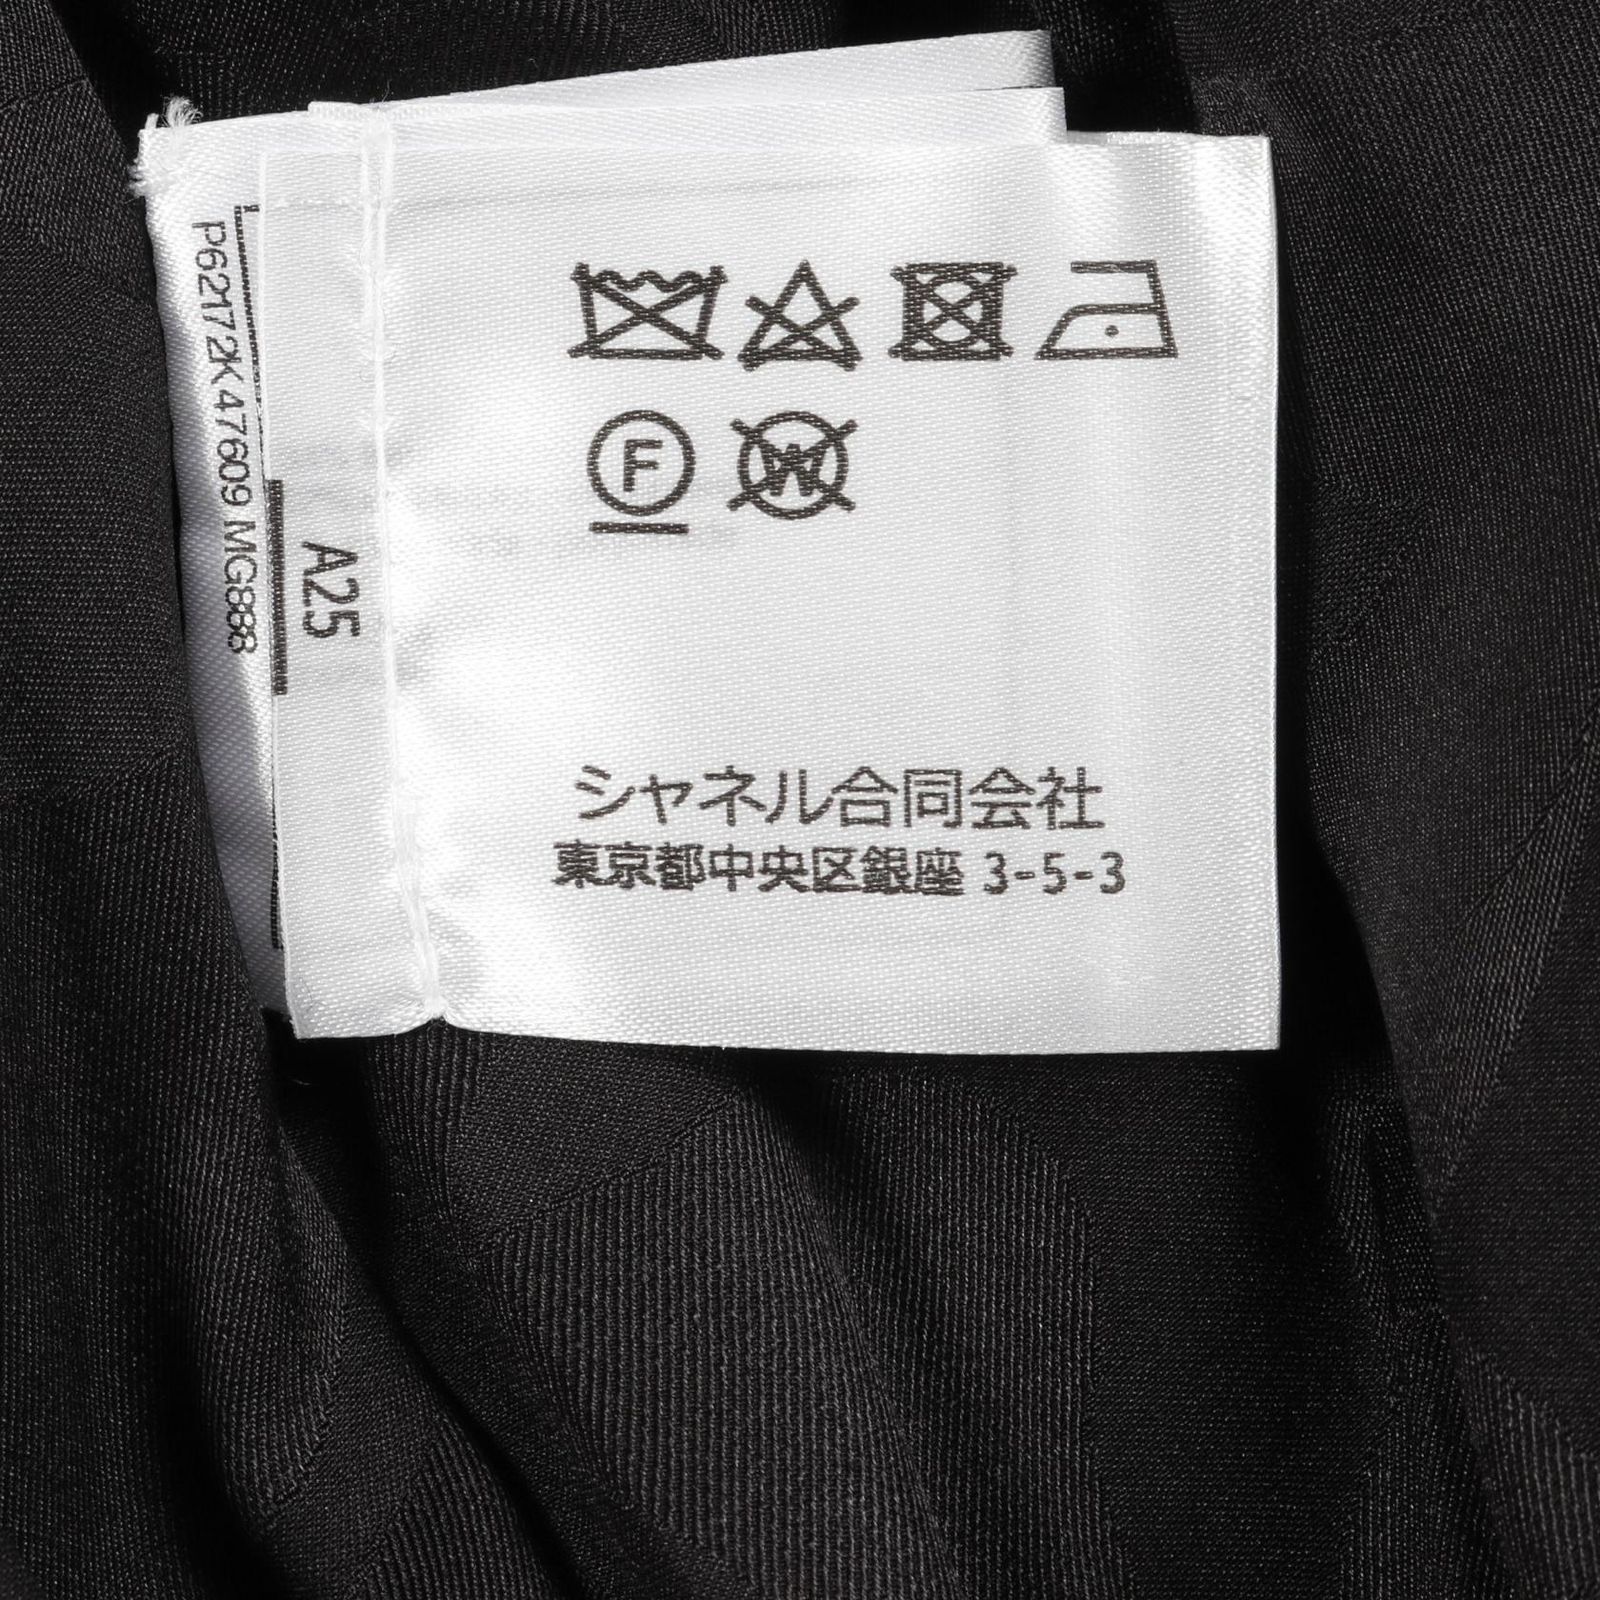 P62172K47609 MG888
A25
F
W
シャネル合同会社
東京都中央区銀座 3-5-3